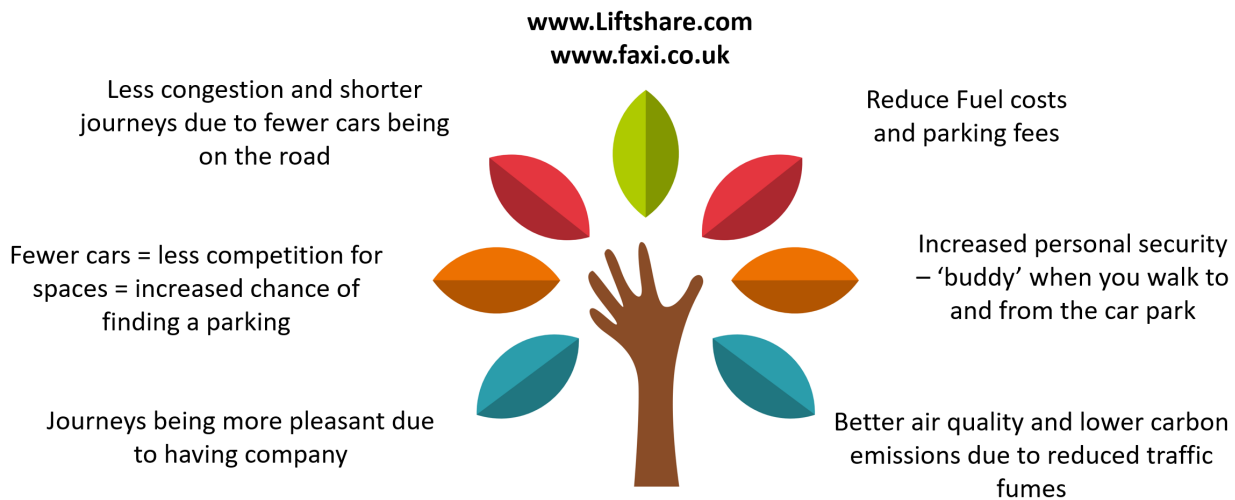 www.Liftshare.com
www.faxi.co.uk
Less congestion and shorter
journeys due to fewer cars being
on the road
Reduce Fuel costs
and parking fees
Fewer cars = less competition for
spaces = increased chance of
finding a parking
Increased personal security
– ‘buddy’ when you walk to
and from the car park
Journeys being more pleasant due
to having company
Better air quality and lower carbon
emissions due to reduced traffic
fumes